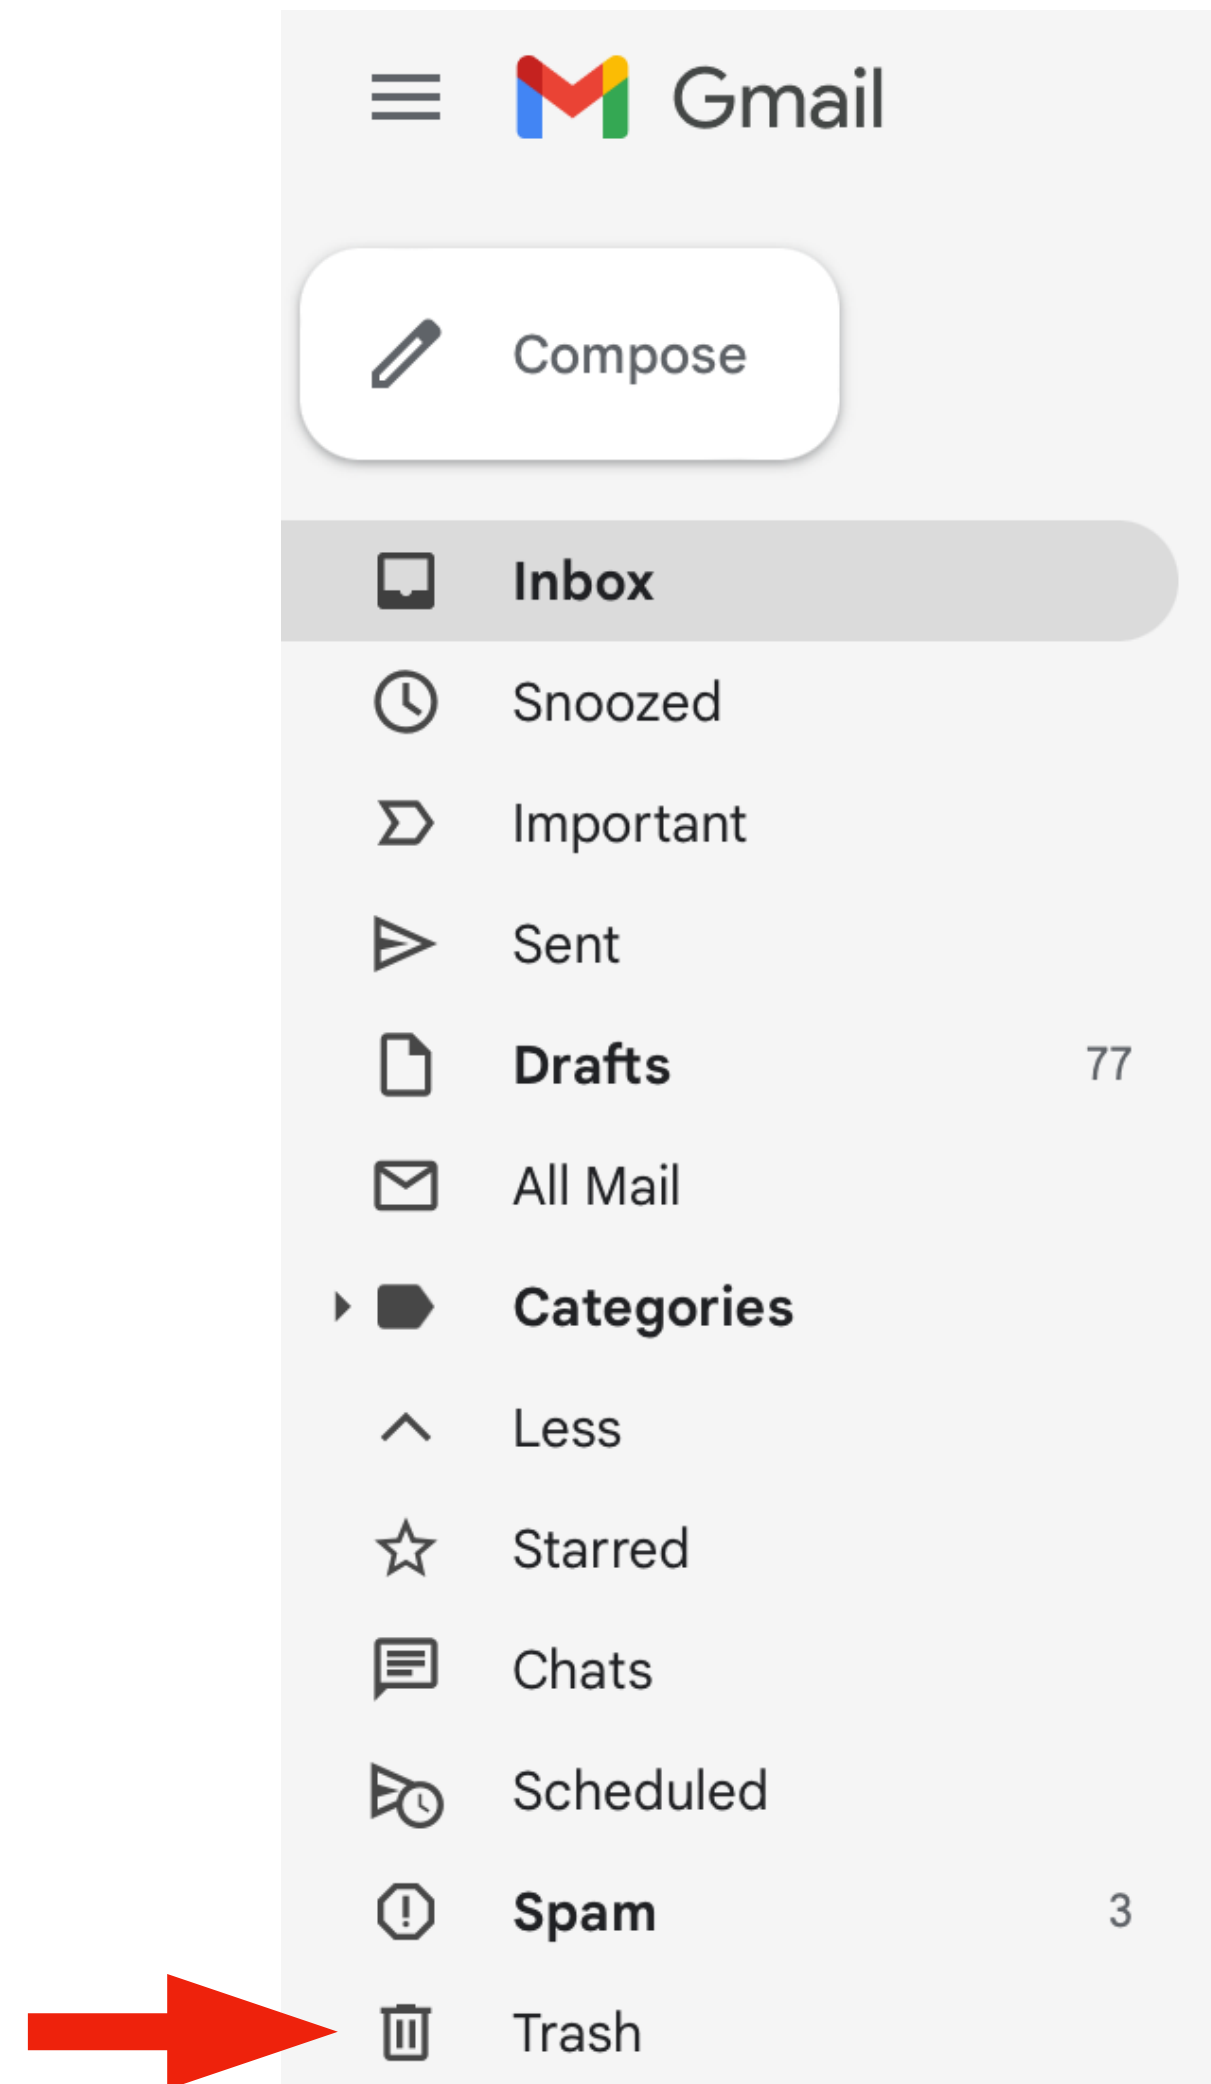 Gmail
Compose
Inbox
Snoozed
Important
Sent
Drafts 77
All Mail
Categories
Less
Starred
Chats
Scheduled
Spam 3
Trash